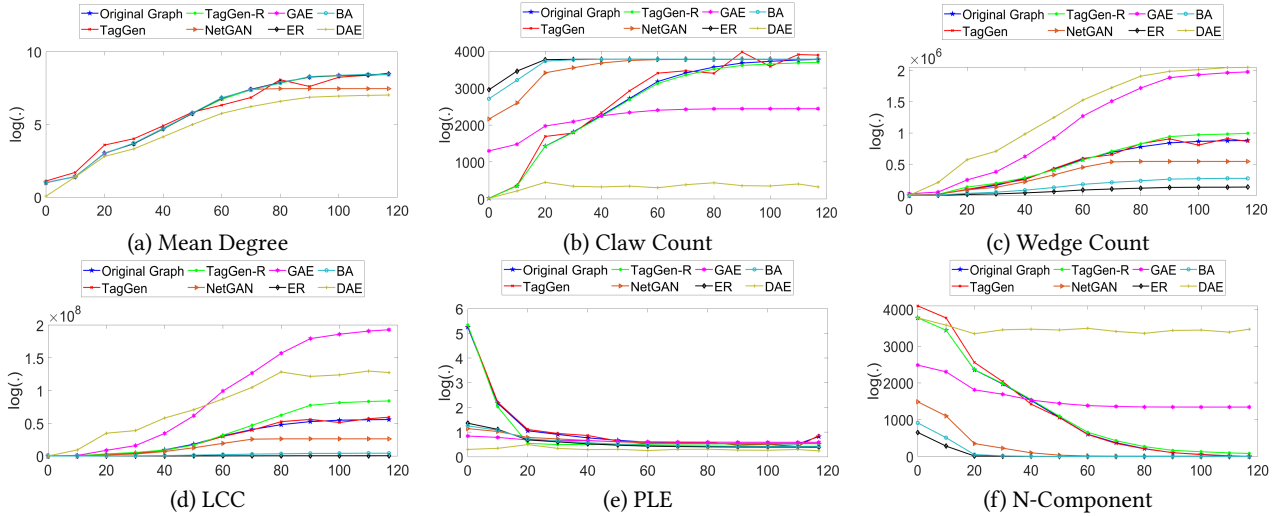 Original Graph TagGen-R GAE BA
TagGen NetGAN ER DAE
10
5
0
log(.)
0 20 40 60 80 100 120
(a) Mean Degree
Original Graph TagGen-R GAE BA
TagGen NetGAN ER DAE
4000
3000
2000
1000
0
log(.)
0 20 40 60 80 100 120
(b) Claw Count
Original Graph TagGen-R GAE BA
TagGen NetGAN ER DAE
×10⁶
2
1.5
1
0.5
0
log(.)
0 20 40 60 80 100 120
(c) Wedge Count
Original Graph TagGen-R GAE BA
TagGen NetGAN ER DAE
×10⁸
2
1.5
1
0.5
0
log(.)
0 20 40 60 80 100 120
(d) LCC
Original Graph TagGen-R GAE BA
TagGen NetGAN ER DAE
6
5
4
3
2
1
0
log(.)
0 20 40 60 80 100 120
(e) PLE
Original Graph TagGen-R GAE BA
TagGen NetGAN ER DAE
4000
3000
2000
1000
0
log(.)
0 20 40 60 80 100 120
(f) N-Component